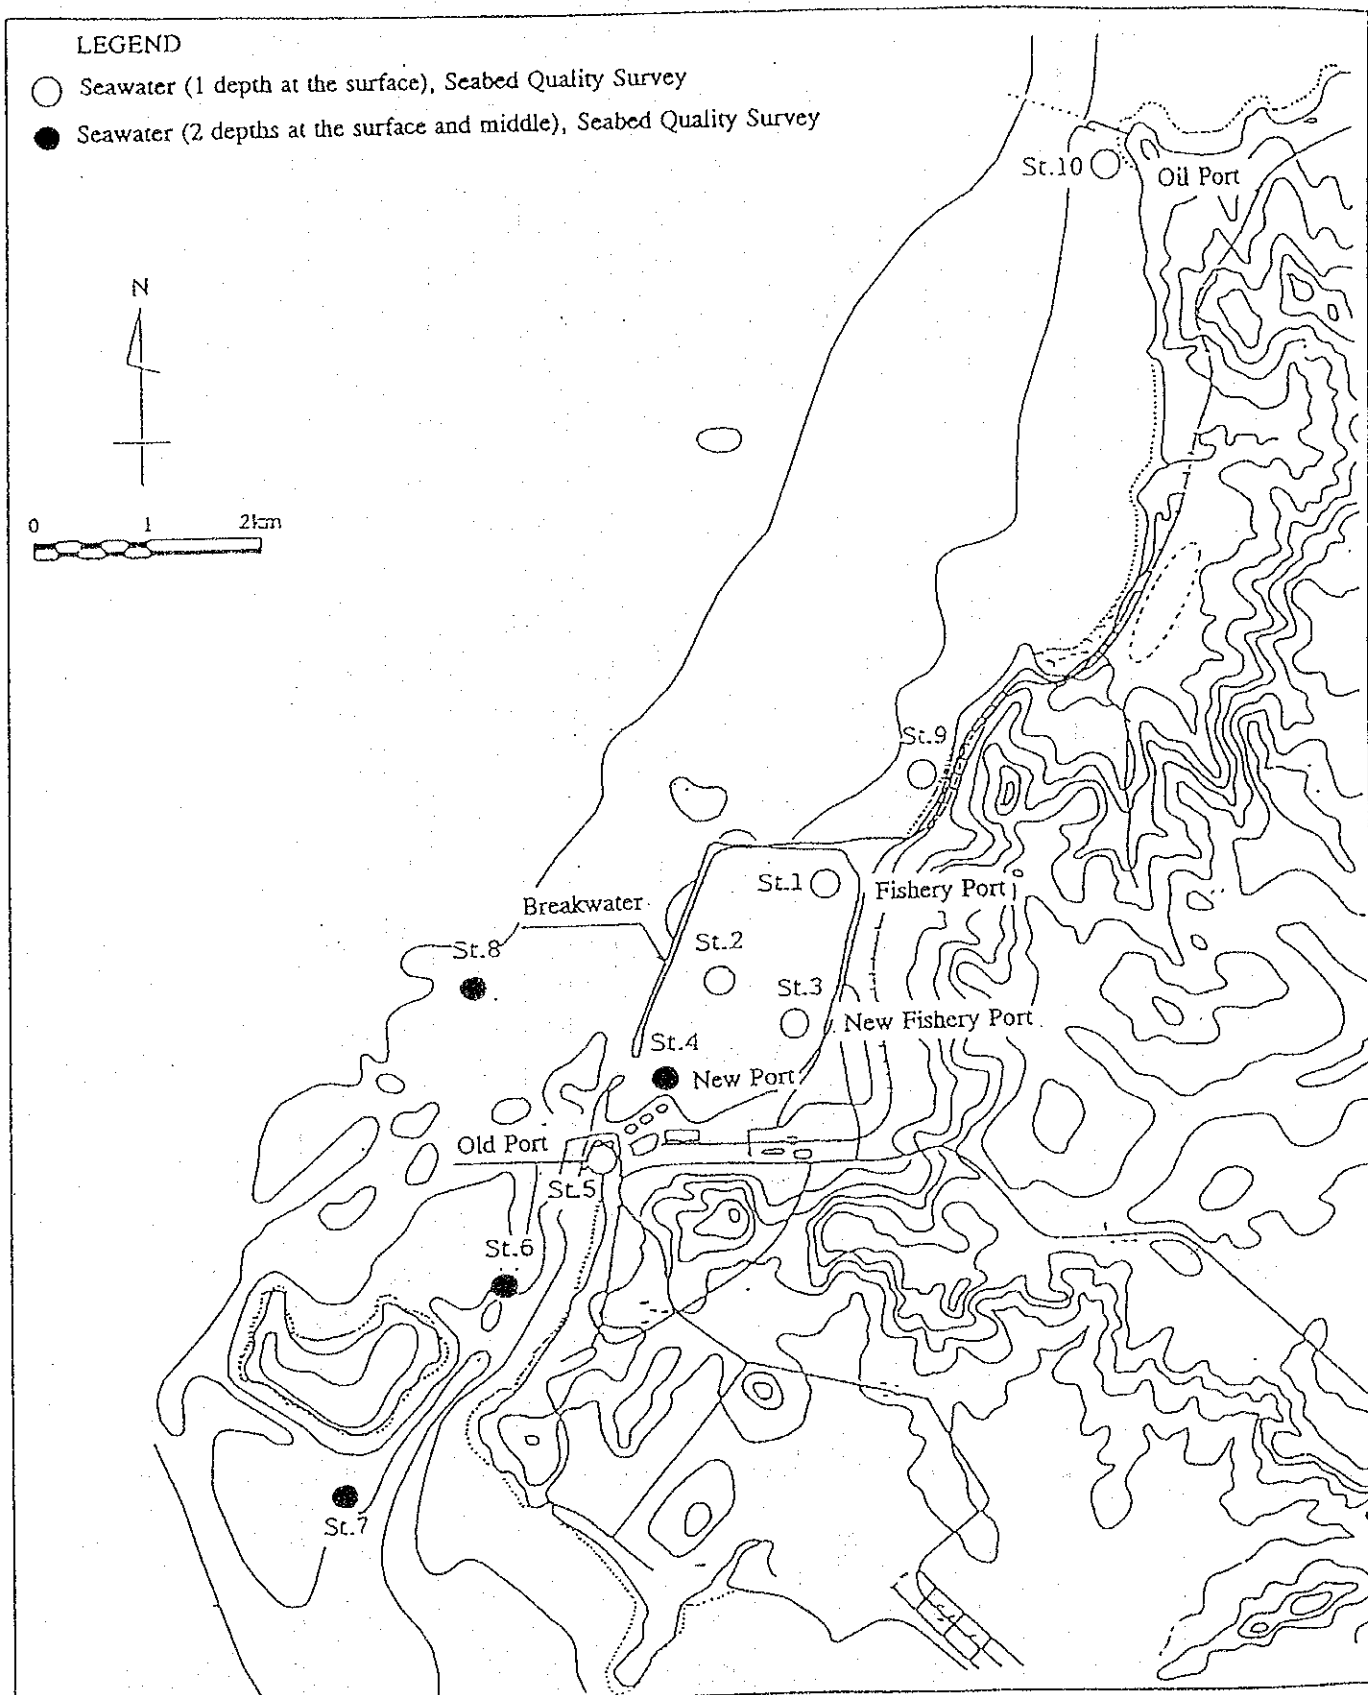 LEGEND
Seawater (1 depth at the surface), Seabed Quality Survey
Seawater (2 depths at the surface and middle), Seabed Quality Survey
St.10
Oil Port
N
0 1 2km
St.9
St.1
Fishery Port
Breakwater
St.2
St.8
St.3
New Fishery Port
St.4
New Port
Old Port
St.5
St.6
St.7